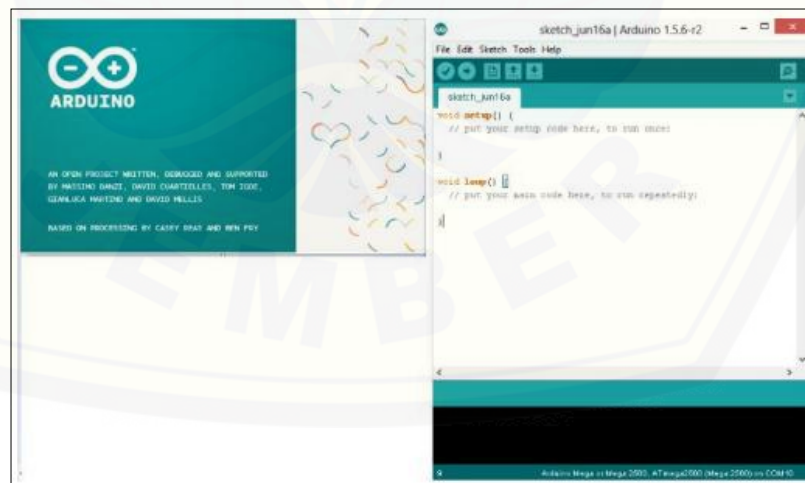 ARDUINO
AN OPEN PROJECT WRITTEN, DEBUGGED AND SUPPORTED
BY MASSIMO BANZI, DAVID CUARTIELLES, TOM IGOE,
GIANLUCA MARTINO AND DAVID MELLIS
BASED ON PROCESSING BY CASEY REAS AND BEN FRY
sketch_jun16a | Arduino 1.5.6-r2
File Edit Sketch Tools Help
sketch_jun16a
void setup() {
// put your setup code here, to run once:
}
void loop() {
// put your main code here, to run repeatedly:
}
9
Arduino Mega or Mega 2560, ATmega2560 (Mega 2560) on COM10
EMBER